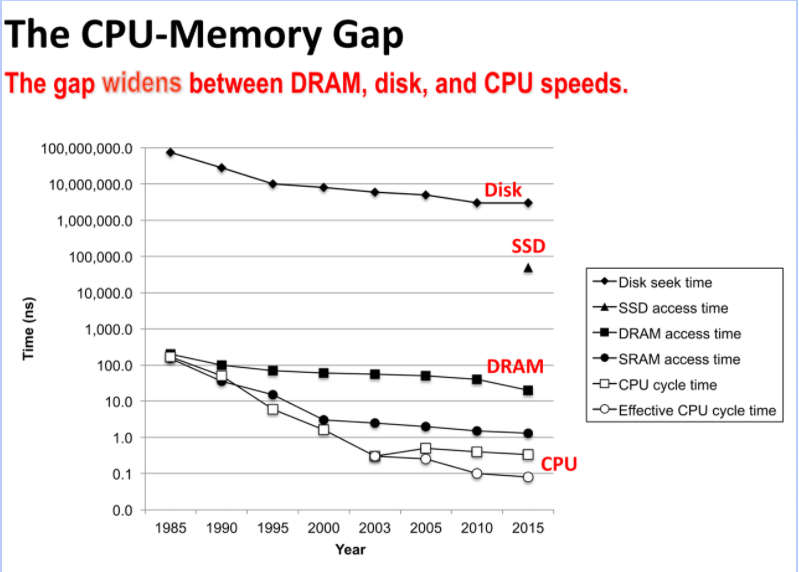 The CPU-Memory Gap
The gap widens between DRAM, disk, and CPU speeds.
100,000,000.0
10,000,000.0
1,000,000.0
100,000.0
10,000.0
1,000.0
100.0
10.0
1.0
0.1
0.0
Time (ns)
Disk
SSD
DRAM
CPU
1985 1990 1995 2000 2003 2005 2010 2015
Year
Disk seek time
SSD access time
DRAM access time
SRAM access time
CPU cycle time
Effective CPU cycle time